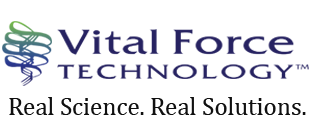 Vital Force
TECHNOLOGY™
Real Science. Real Solutions.